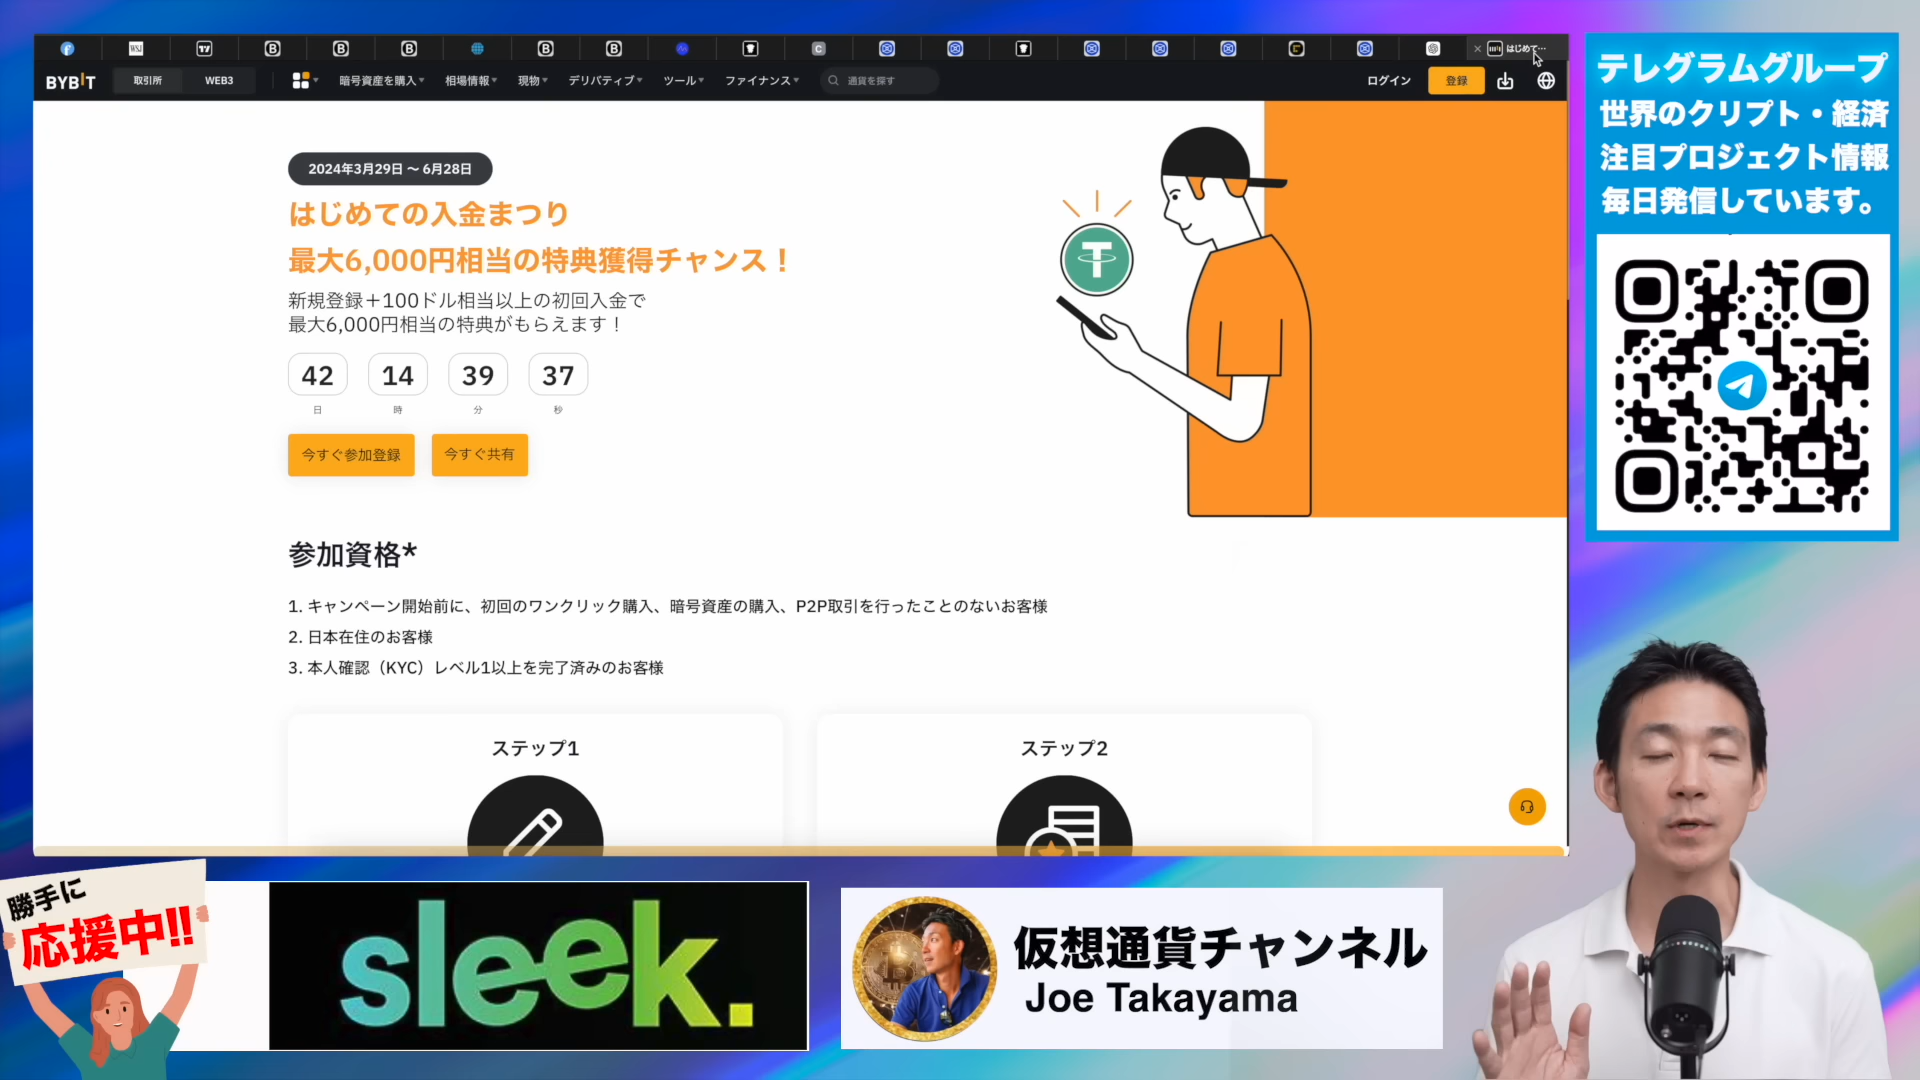 WSJ
はじめて…
BYBIT
取引所
WEB3
暗号資産を購入
相場情報
現物
デリバティブ
ツール
ファイナンス
通貨を探す
ログイン
登録
2024年3月29日 〜 6月28日
はじめての入金まつり
最大6,000円相当の特典獲得チャンス！
新規登録＋100ドル相当以上の初回入金で
最大6,000円相当の特典がもらえます！
42
14
39
37
日
時
分
秒
今すぐ参加登録
今すぐ共有
参加資格*
1. キャンペーン開始前に、初回のワンクリック購入、暗号資産の購入、P2P取引を行ったことのないお客様
2. 日本在住のお客様
3. 本人確認（KYC）レベル1以上を完了済みのお客様
ステップ1
ステップ2
テレグラムグループ
世界のクリプト・経済
注目プロジェクト情報
毎日発信しています。
勝手に
応援中!!
sleek.
仮想通貨チャンネル
Joe Takayama